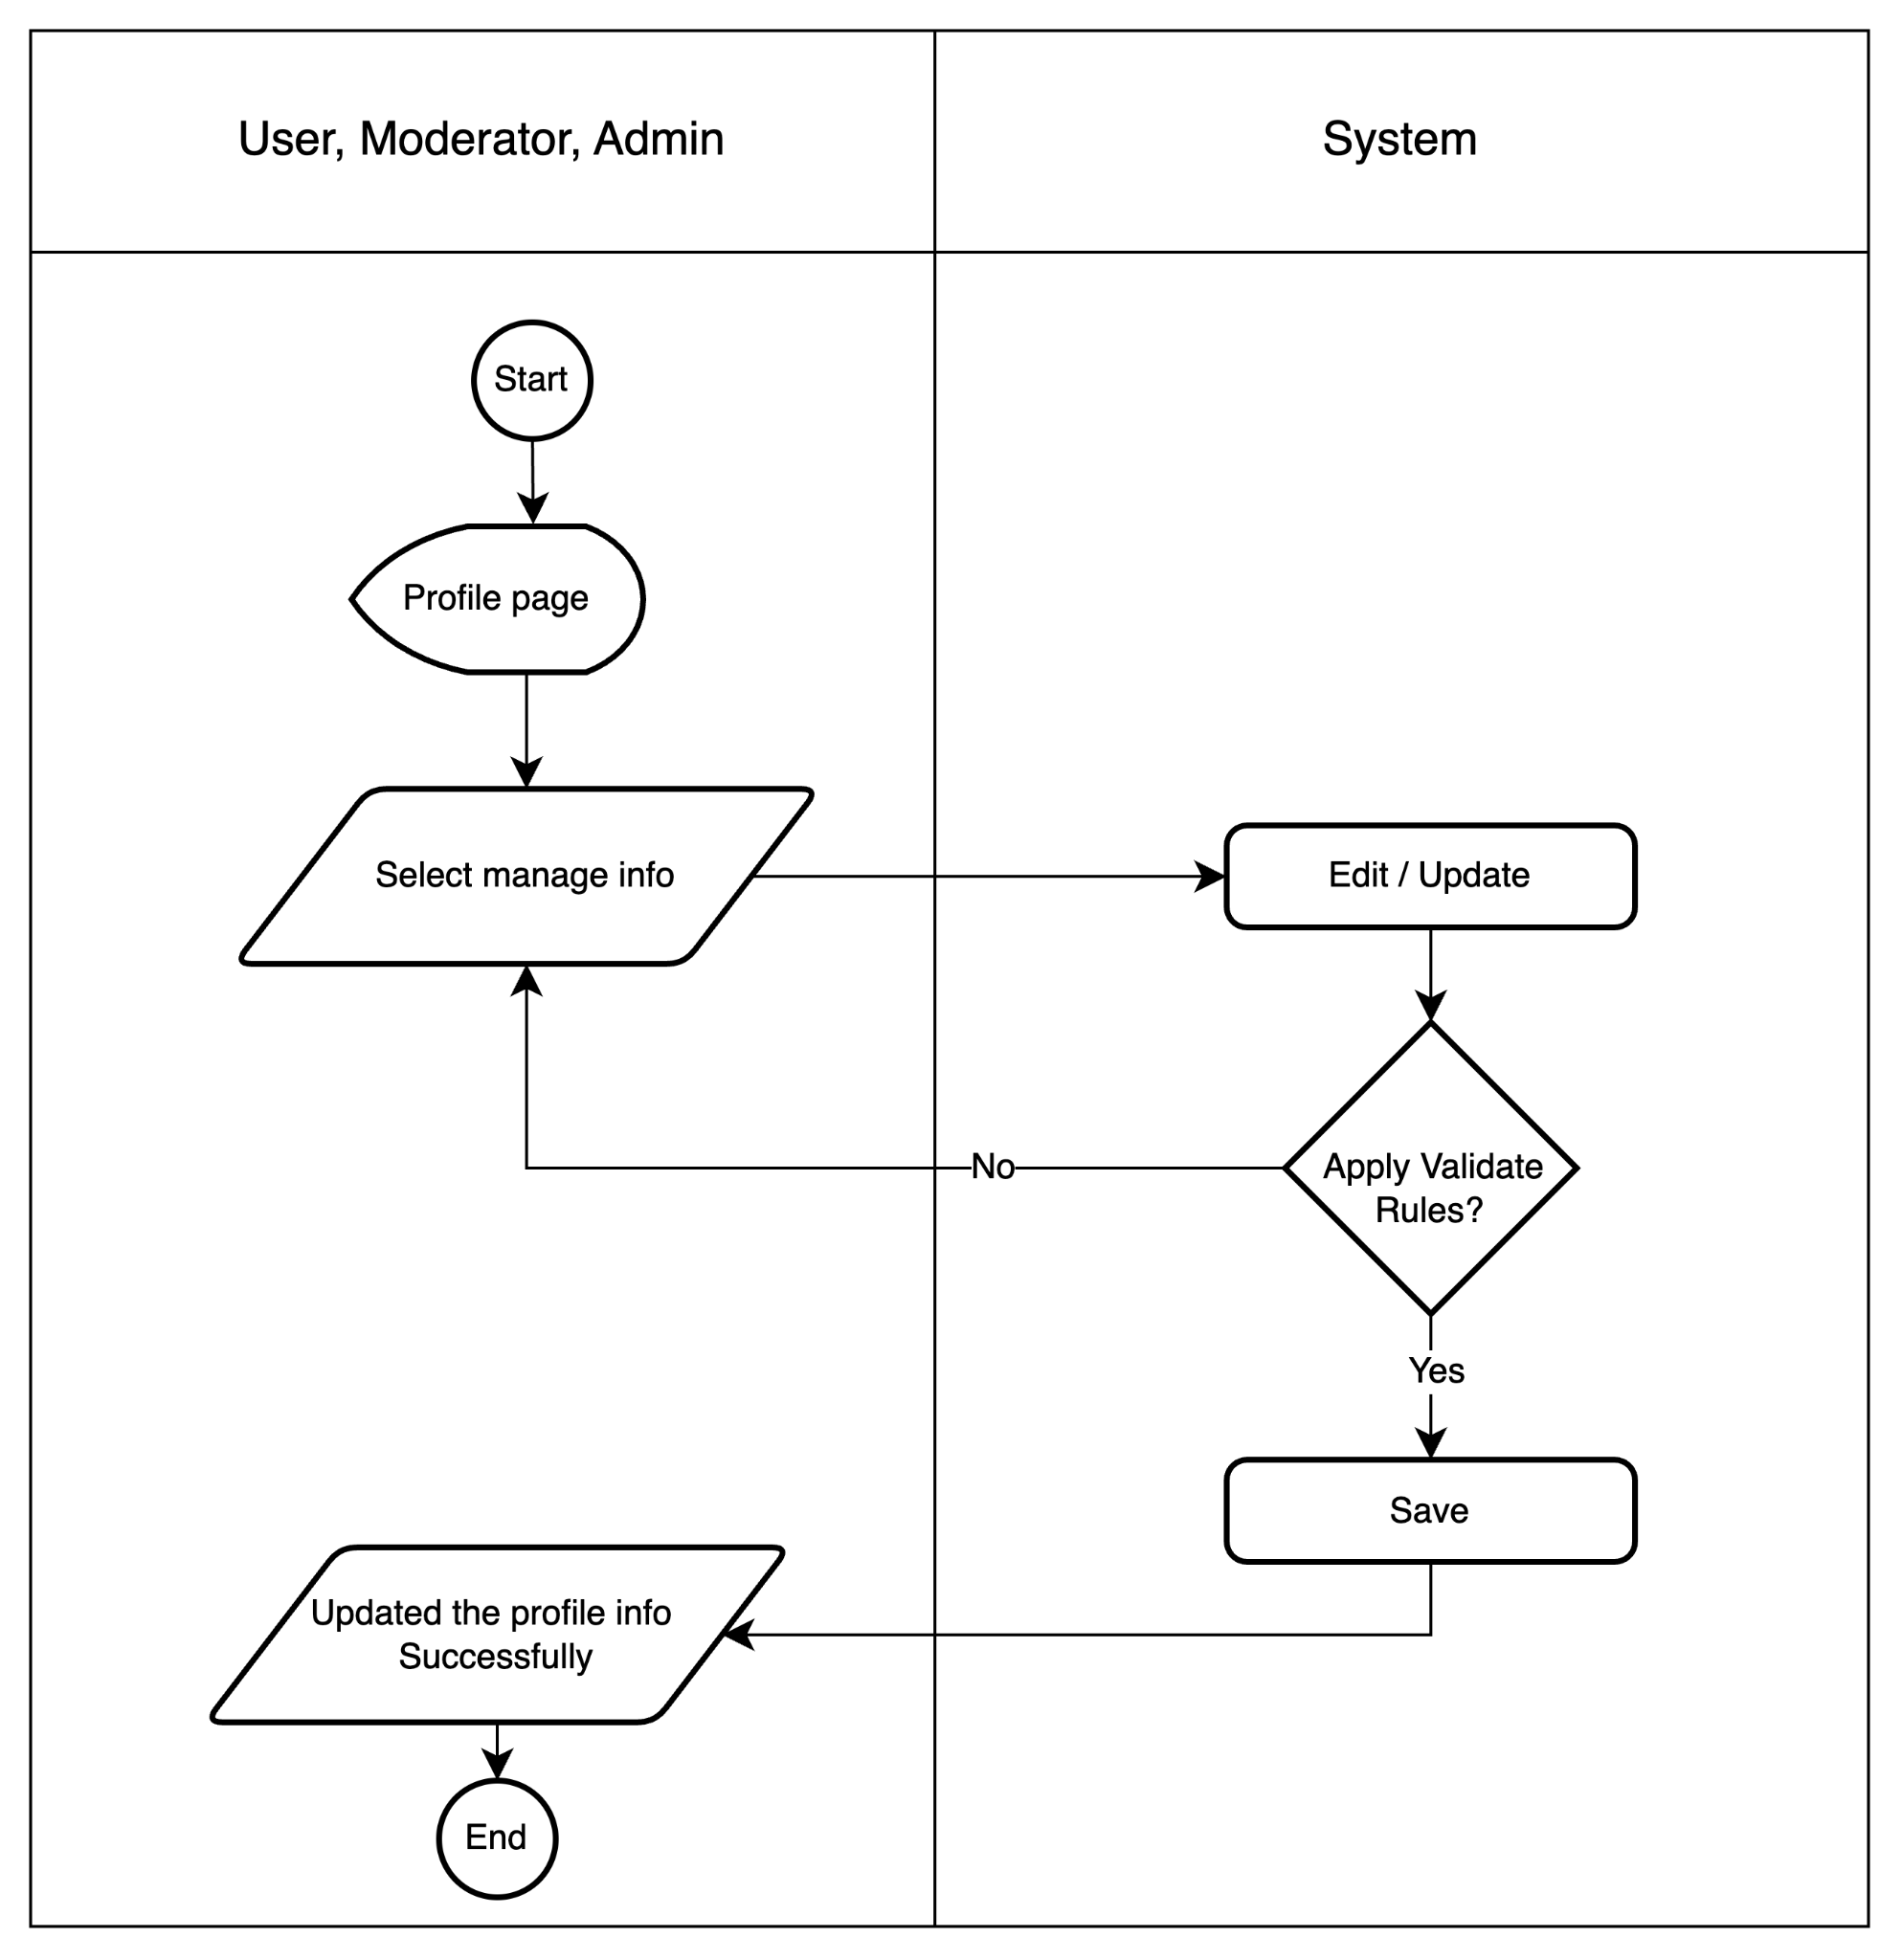 User, Moderator, Admin
System
Start
Profile page
Select manage info
Edit / Update
No
Apply Validate
Rules?
Yes
Save
Updated the profile info
Successfully
End